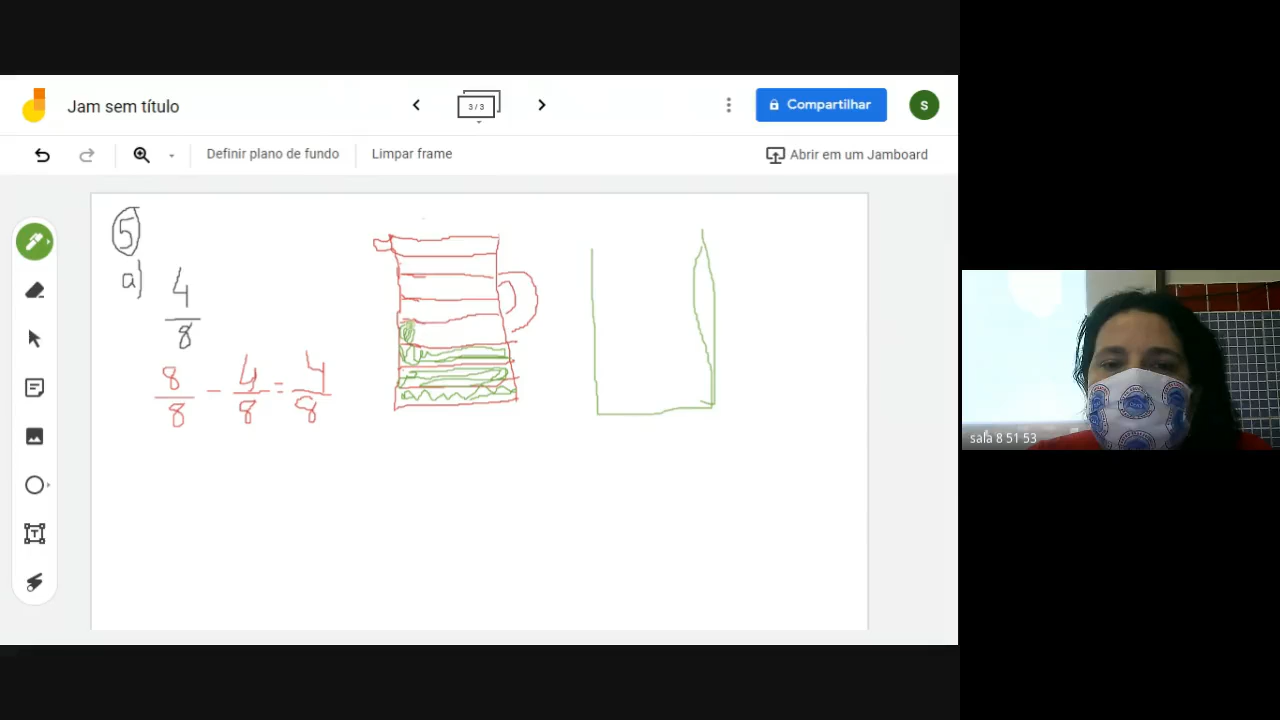 Jam sem título
3 / 3
Compartilhar
S
Definir plano de fundo
Limpar frame
Abrir em um Jamboard
5
a) 4/8
8/8 - 4/8 = 4/8
T
sala 8 51 53